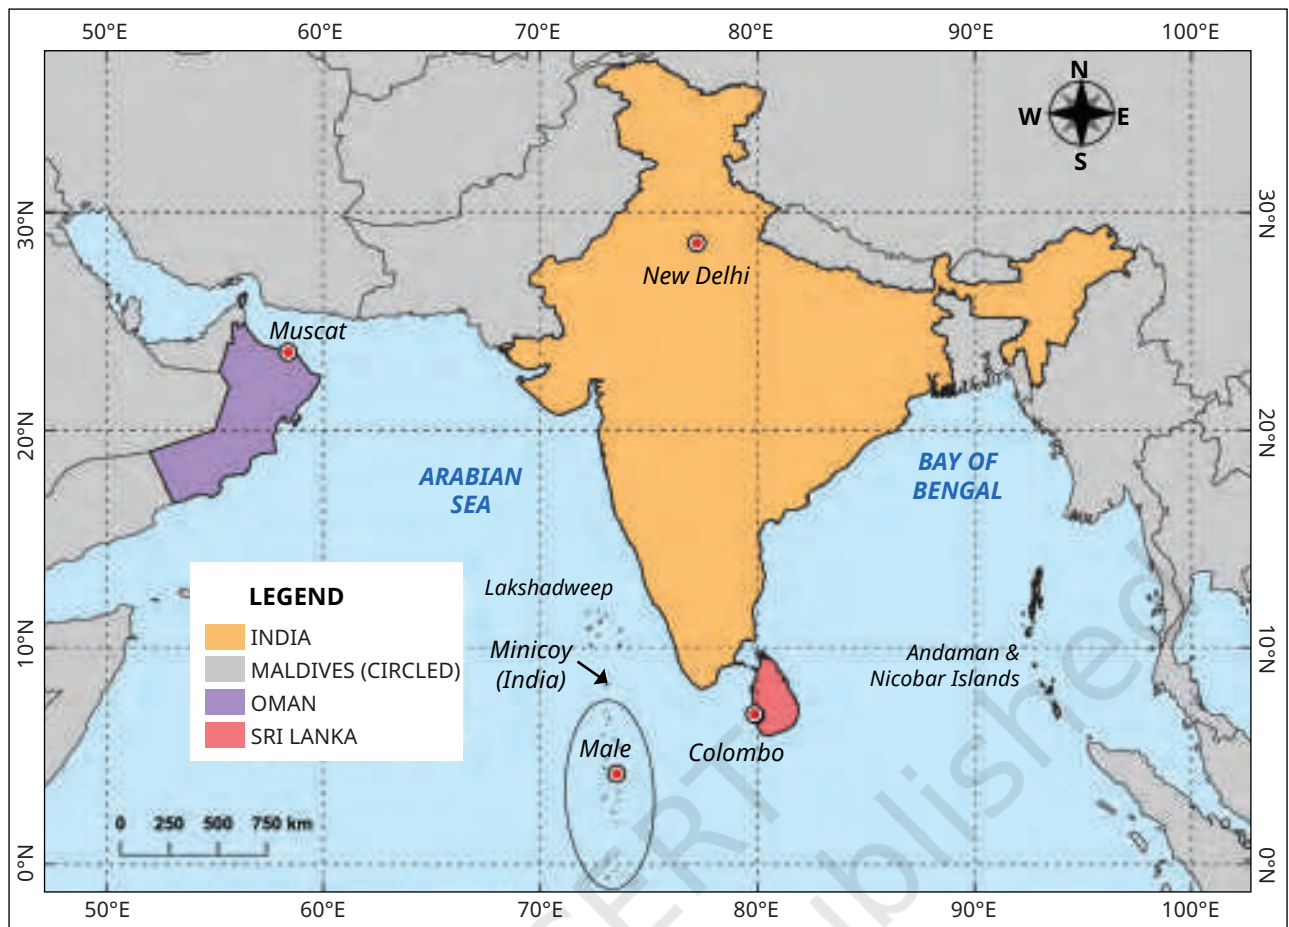 50°E 60°E 70°E 80°E 90°E 100°E
N
W E
S
30°N 30°N
New Delhi
Muscat
20°N 20°N
ARABIAN
SEA
BAY OF
BENGAL
LEGEND
INDIA
MALDIVES (CIRCLED)
OMAN
SRI LANKA
Lakshadweep
Minicoy
(India)
10°N 10°N
Andaman &
Nicobar Islands
Male
Colombo
0 250 500 750 km
0°N 0°N
50°E 60°E 70°E 80°E 90°E 100°E